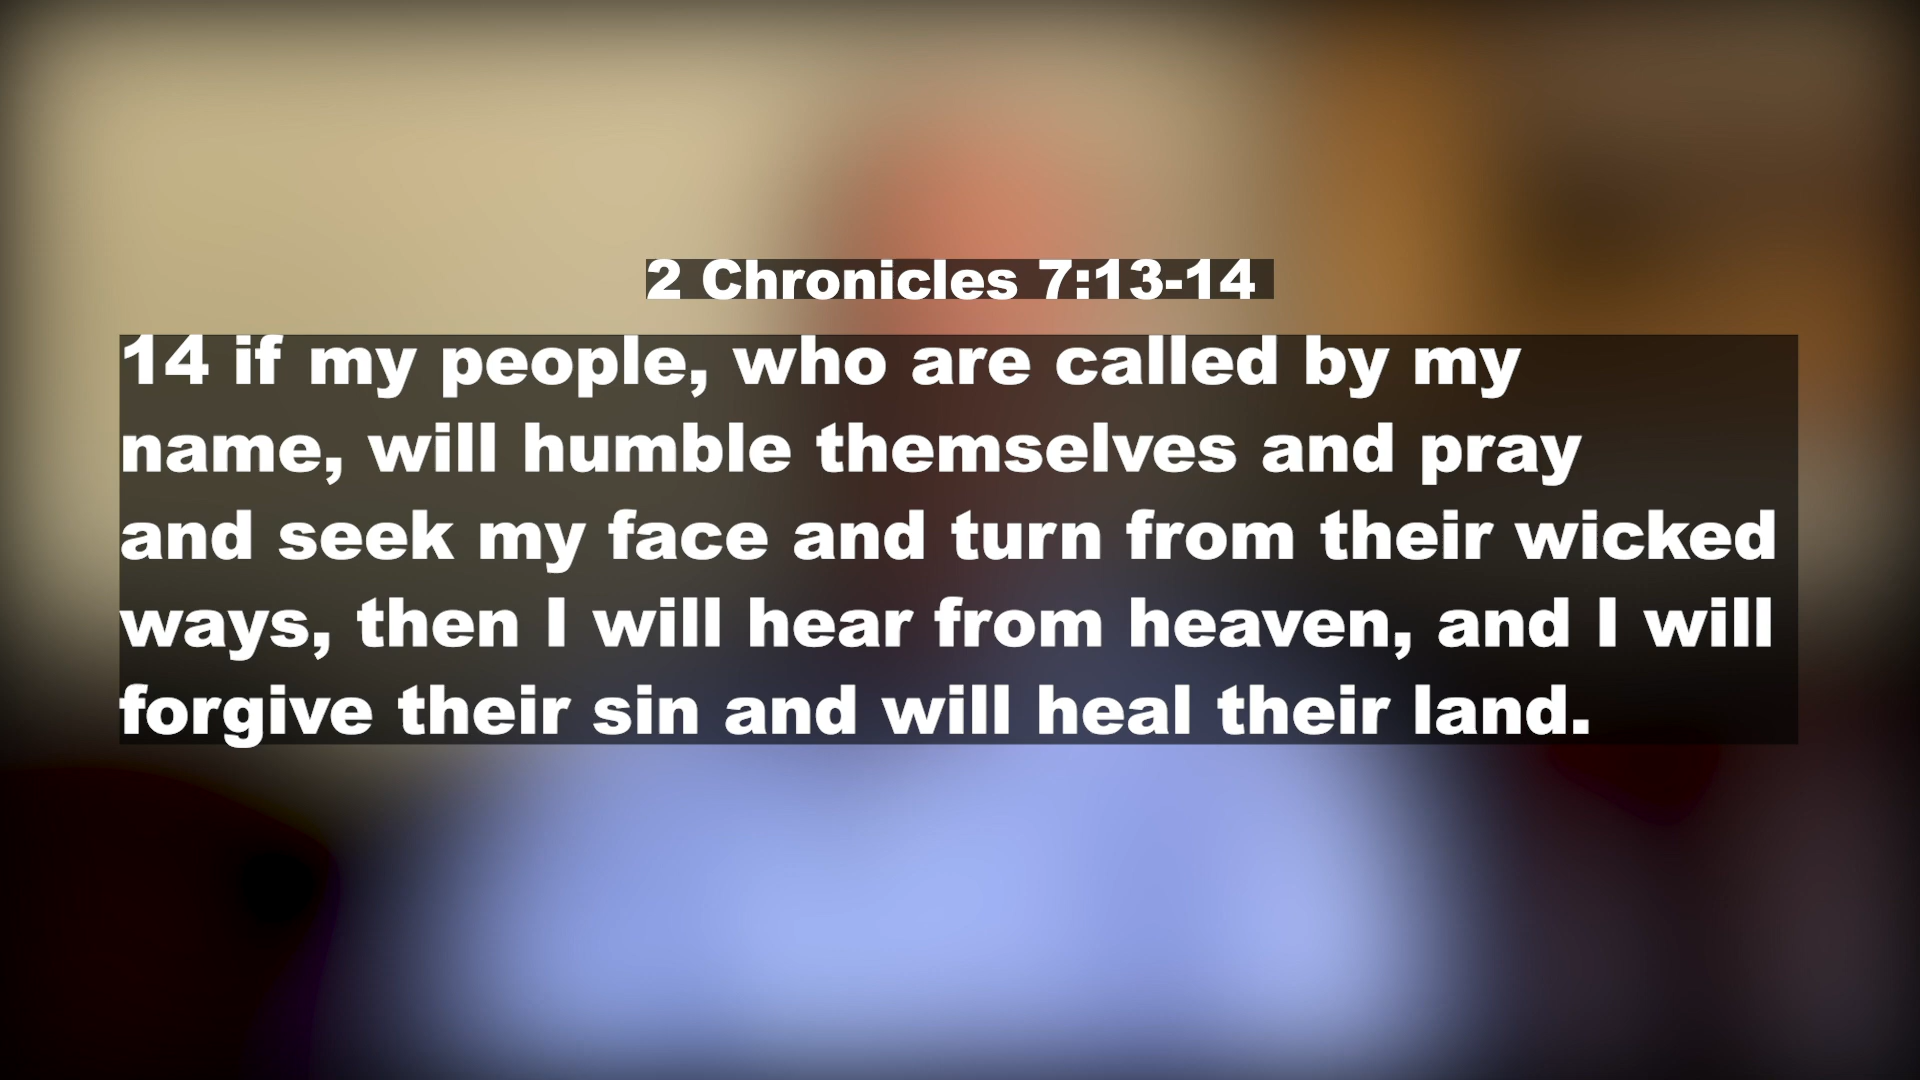 2 Chronicles 7:13-14
14 if my people, who are called by my
name, will humble themselves and pray
and seek my face and turn from their wicked
ways, then I will hear from heaven, and I will
forgive their sin and will heal their land.